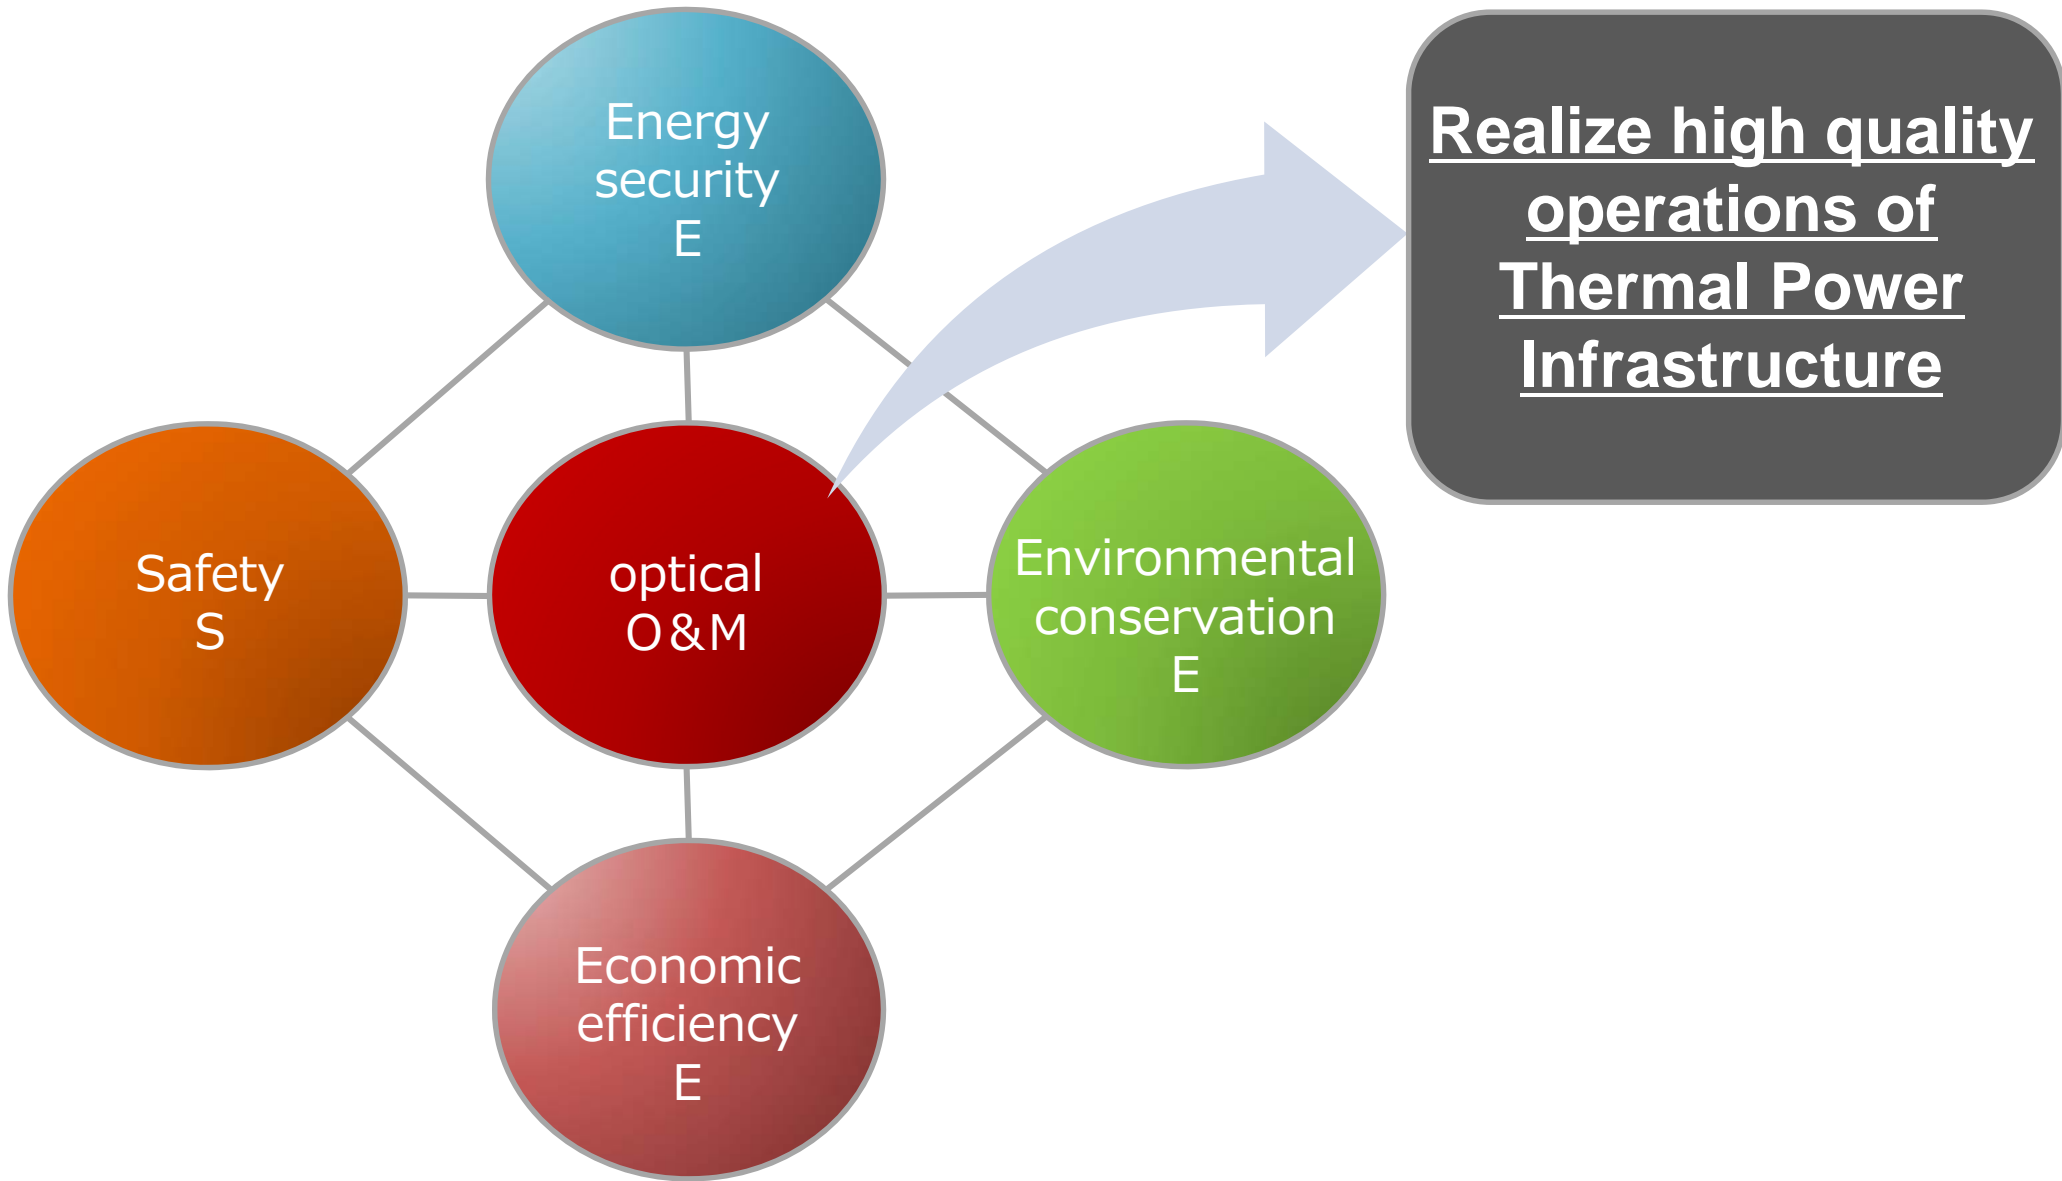 Energy
security
E
Realize high quality
operations of
Thermal Power
Infrastructure
Safety
S
optical
O&M
Environmental
conservation
E
Economic
efficiency
E